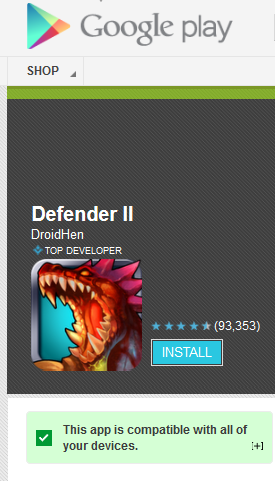 Google play
SHOP
Defender II
DroidHen
TOP DEVELOPER
(93,353)
INSTALL
This app is compatible with all of
your devices.
[+]